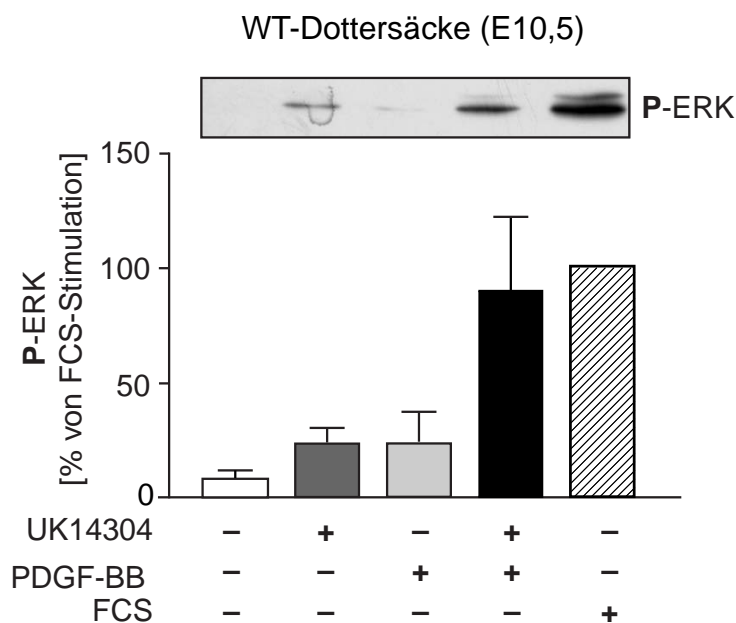 WT-Dottersäcke (E10,5)
P-ERK
150
100
50
0
P-ERK
[% von FCS-Stimulation]
UK14304 – + – + –
PDGF-BB – – + + –
FCS – – – – +